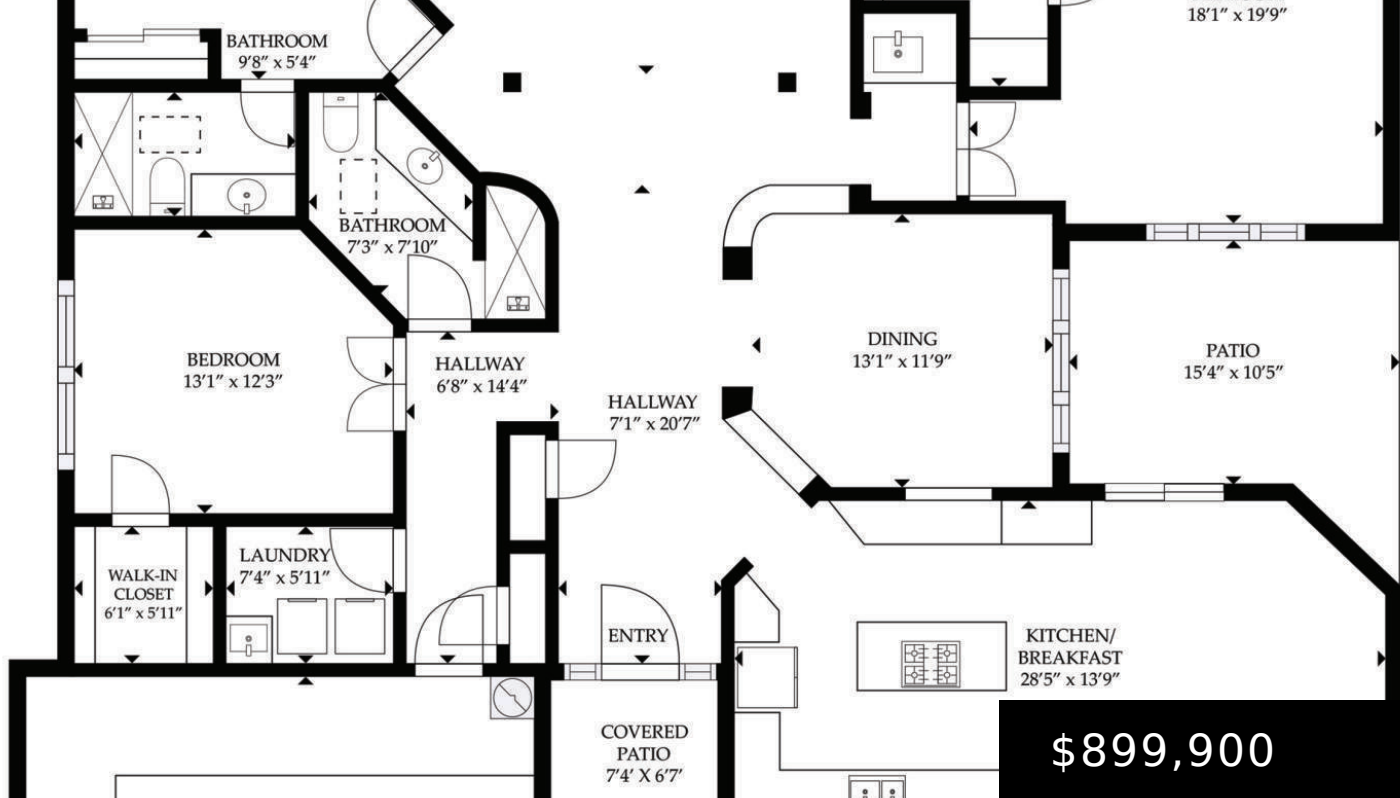 18'1" x 19'9"
BATHROOM
9'8" x 5'4"
BATHROOM
7'3" x 7'10"
BEDROOM
13'1" x 12'3"
HALLWAY
6'8" x 14'4"
HALLWAY
7'1" x 20'7"
DINING
13'1" x 11'9"
PATIO
15'4" x 10'5"
WALK-IN
CLOSET
6'1" x 5'11"
LAUNDRY
7'4" x 5'11"
ENTRY
KITCHEN/
BREAKFAST
28'5" x 13'9"
COVERED
PATIO
7'4' X 6'7'
$899,900